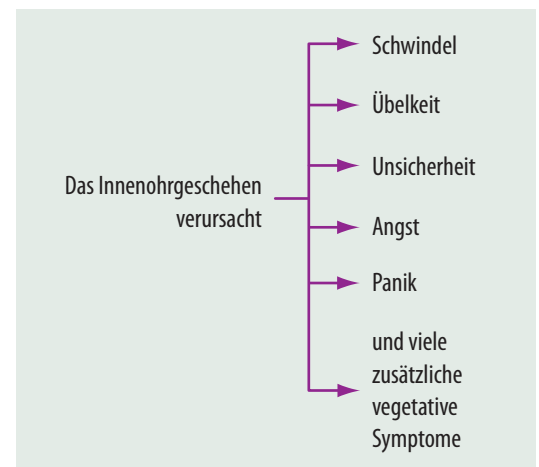 Das Innenohrgeschehen
verursacht
Schwindel
Übelkeit
Unsicherheit
Angst
Panik
und viele
zusätzliche
vegetative
Symptome